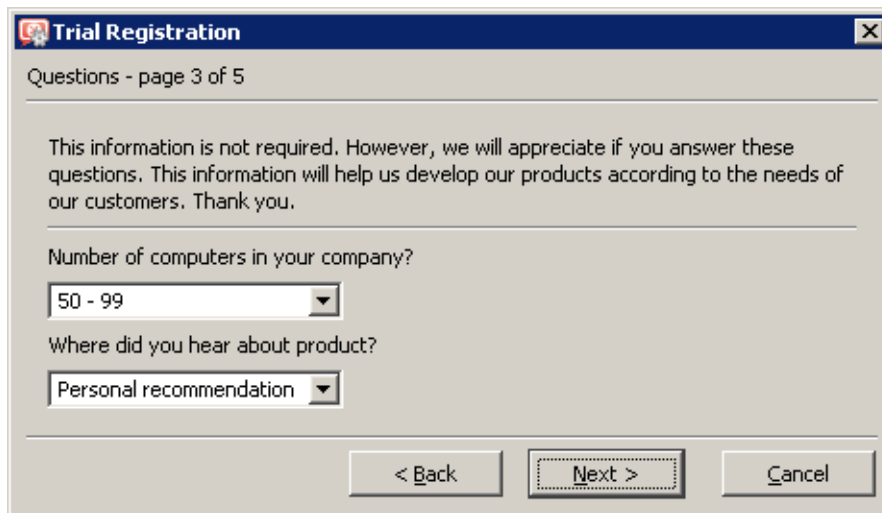 Trial Registration
Questions - page 3 of 5
This information is not required. However, we will appreciate if you answer these
questions. This information will help us develop our products according to the needs of
our customers. Thank you.
Number of computers in your company?
50 - 99
Where did you hear about product?
Personal recommendation
< Back Next > Cancel